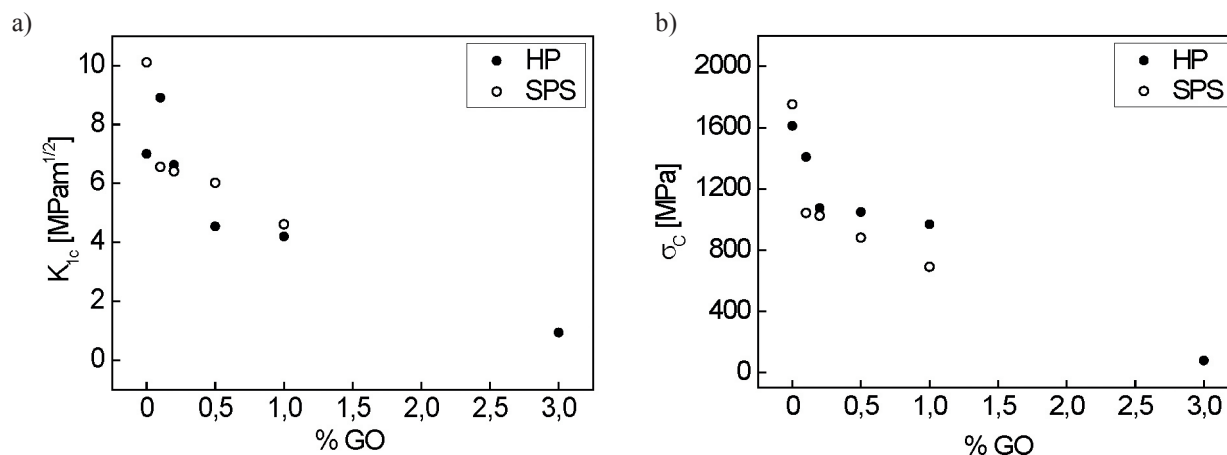 a)
K1c [MPam1/2]
10
8
6
4
2
0
HP
SPS
0 0,5 1,0 1,5 2,0 2,5 3,0
% GO
b)
σC [MPa]
2000
1600
1200
800
400
0
HP
SPS
0 0,5 1,0 1,5 2,0 2,5 3,0
% GO